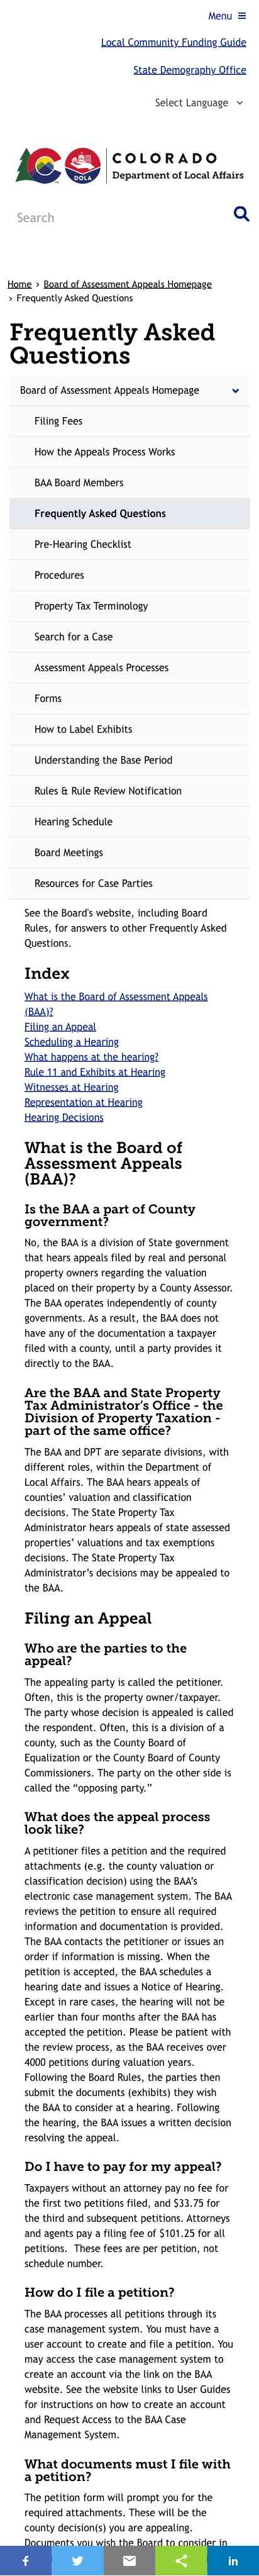 Menu
Local Community Funding Guide
State Demography Office
Select Language
DOLA
COLORADO
Department of Local Affairs
Search
Home › Board of Assessment Appeals Homepage
› Frequently Asked Questions
Frequently Asked
Questions
Board of Assessment Appeals Homepage
Filing Fees
How the Appeals Process Works
BAA Board Members
Frequently Asked Questions
Pre-Hearing Checklist
Procedures
Property Tax Terminology
Search for a Case
Assessment Appeals Processes
Forms
How to Label Exhibits
Understanding the Base Period
Rules & Rule Review Notification
Hearing Schedule
Board Meetings
Resources for Case Parties
See the Board's website, including Board
Rules, for answers to other Frequently Asked
Questions.
Index
What is the Board of Assessment Appeals
(BAA)?
Filing an Appeal
Scheduling a Hearing
What happens at the hearing?
Rule 11 and Exhibits at Hearing
Witnesses at Hearing
Representation at Hearing
Hearing Decisions
What is the Board of
Assessment Appeals
(BAA)?
Is the BAA a part of County
government?
No, the BAA is a division of State government
that hears appeals filed by real and personal
property owners regarding the valuation
placed on their property by a County Assessor.
The BAA operates independently of county
governments. As a result, the BAA does not
have any of the documentation a taxpayer
filed with a county, until a party provides it
directly to the BAA.
Are the BAA and State Property
Tax Administrator’s Office - the
Division of Property Taxation -
part of the same office?
The BAA and DPT are separate divisions, with
different roles, within the Department of
Local Affairs. The BAA hears appeals of
counties’ valuation and classification
decisions. The State Property Tax
Administrator hears appeals of state assessed
properties’ valuations and tax exemptions
decisions. The State Property Tax
Administrator’s decisions may be appealed to
the BAA.
Filing an Appeal
Who are the parties to the
appeal?
The appealing party is called the petitioner.
Often, this is the property owner/taxpayer.
The party whose decision is appealed is called
the respondent. Often, this is a division of a
county, such as the County Board of
Equalization or the County Board of County
Commissioners. The party on the other side is
called the “opposing party.”
What does the appeal process
look like?
A petitioner files a petition and the required
attachments (e.g. the county valuation or
classification decision) using the BAA’s
electronic case management system. The BAA
reviews the petition to ensure all required
information and documentation is provided.
The BAA contacts the petitioner or issues an
order if information is missing. When the
petition is accepted, the BAA schedules a
hearing date and issues a Notice of Hearing.
Except in rare cases, the hearing will not be
earlier than four months after the BAA has
accepted the petition. Please be patient with
the review process, as the BAA receives over
4000 petitions during valuation years.
Following the Board Rules, the parties then
submit the documents (exhibits) they wish
the BAA to consider at a hearing. Following
the hearing, the BAA issues a written decision
resolving the appeal.
Do I have to pay for my appeal?
Taxpayers without an attorney pay no fee for
the first two petitions filed, and $33.75 for
the third and subsequent petitions. Attorneys
and agents pay a filing fee of $101.25 for all
petitions. These fees are per petition, not
schedule number.
How do I file a petition?
The BAA processes all petitions through its
case management system. You must have a
user account to create and file a petition. You
may access the case management system to
create an account via the link on the BAA
website. See the website links to User Guides
for instructions on how to create an account
and Request Access to the BAA Case
Management System.
What documents must I file with
a petition?
The petition form will prompt you for the
required attachments. These will be the
county decision(s) you are appealing.
Documents you wish the Board to consider in